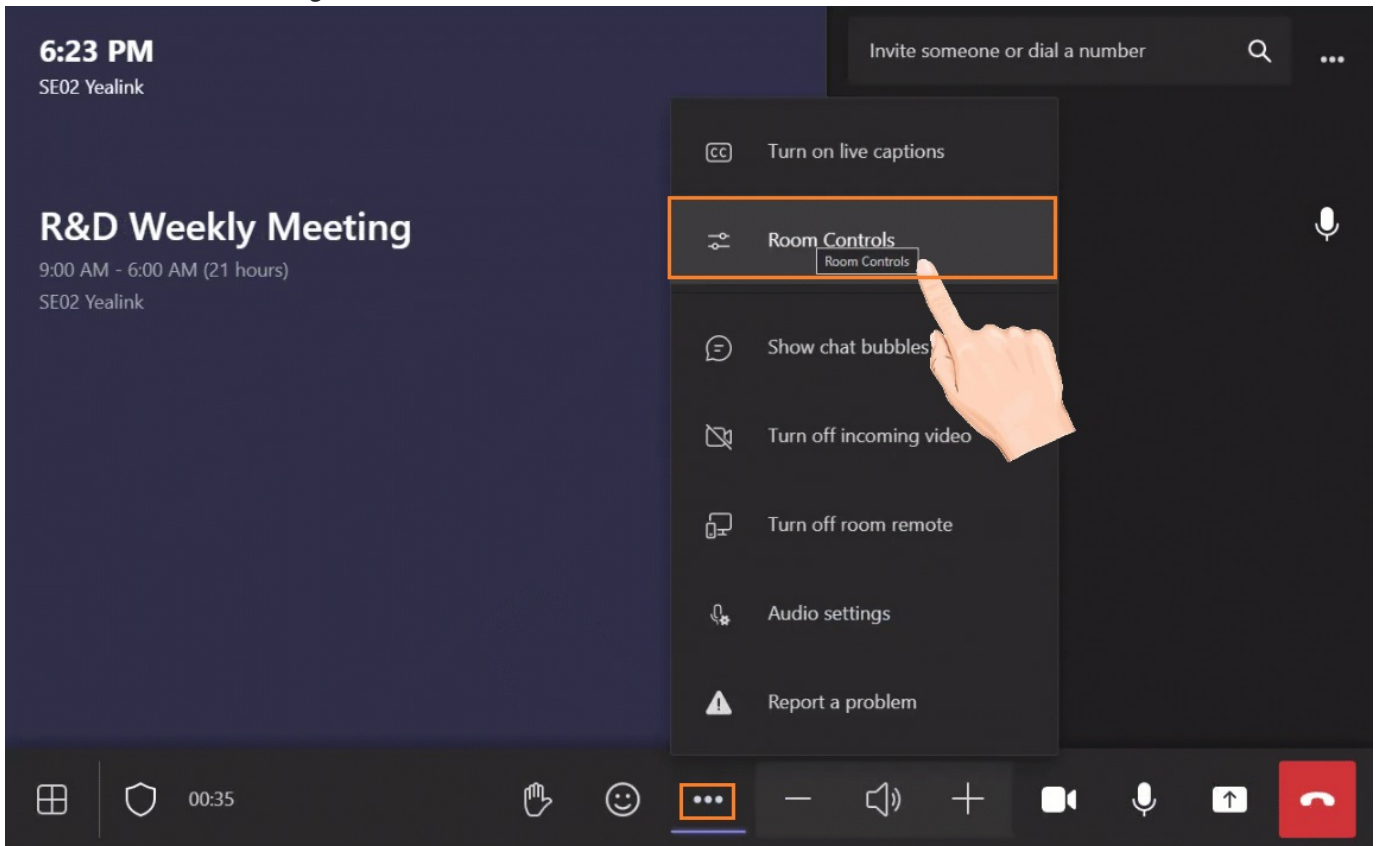 6:23 PM
SE02 Yealink
Invite someone or dial a number
Turn on live captions
R&D Weekly Meeting
9:00 AM - 6:00 AM (21 hours)
SE02 Yealink
CC
Room Controls
Room Controls
Show chat bubbles
Turn off incoming video
Turn off room remote
Audio settings
Report a problem
00:35